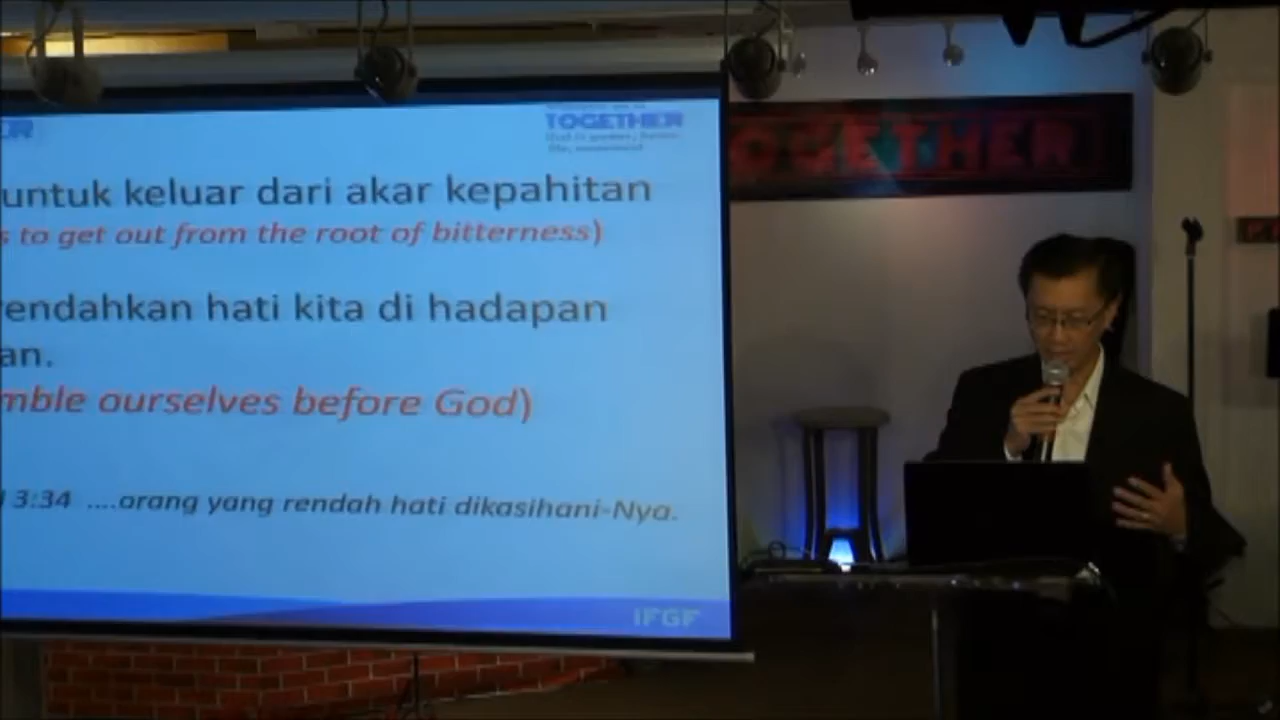 TOGETHER
untuk keluar dari akar kepahitan
s to get out from the root of bitterness)
rendahkan hati kita di hadapan
an.
mble ourselves before God)
3:34 ....orang yang rendah hati dikasihani-Nya.
IFGF
OGETHER